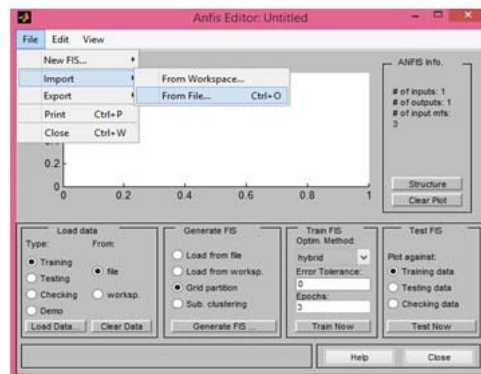 Anfis Editor: Untitled
File Edit View
New FIS...
Import
Export
Print Ctrl+P
Close Ctrl+W
From Workspace...
From File... Ctrl+O
0.2
0
0 0.2 0.4 0.6 0.8 1
ANFIS Info.
# of inputs: 1
# of outputs: 1
# of input mfs:
3
Structure
Clear Plot
Load data
Type: From:
Training
Testing
Checking
Demo
file
worksp.
Load Data... Clear Data
Generate FIS
Load from file
Load from worksp.
Grid partition
Sub. clustering
Generate FIS ...
Train FIS
Optim. Method:
hybrid
Error Tolerance:
0
Epochs:
3
Train Now
Test FIS
Plot against:
Training data
Testing data
Checking data
Test Now
Help Close